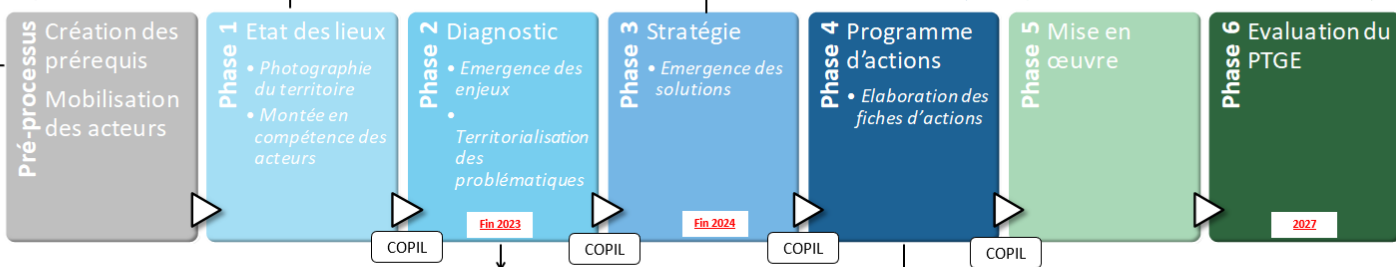 Pré-processus
Création des
prérequis
Mobilisation
des acteurs
Phase 1
Etat des lieux
• Photographie
du territoire
• Montée en
compétence des
acteurs
Phase 2
Diagnostic
• Emergence des
enjeux
•
Territorialisation
des
problématiques
Fin 2023
Phase 3
Stratégie
• Emergence des
solutions
Fin 2024
Phase 4
Programme
d’actions
• Elaboration des
fiches d’actions
Phase 5
Mise en
œuvre
Phase 6
Evaluation du
PTGE
2027
COPIL
COPIL
COPIL
COPIL